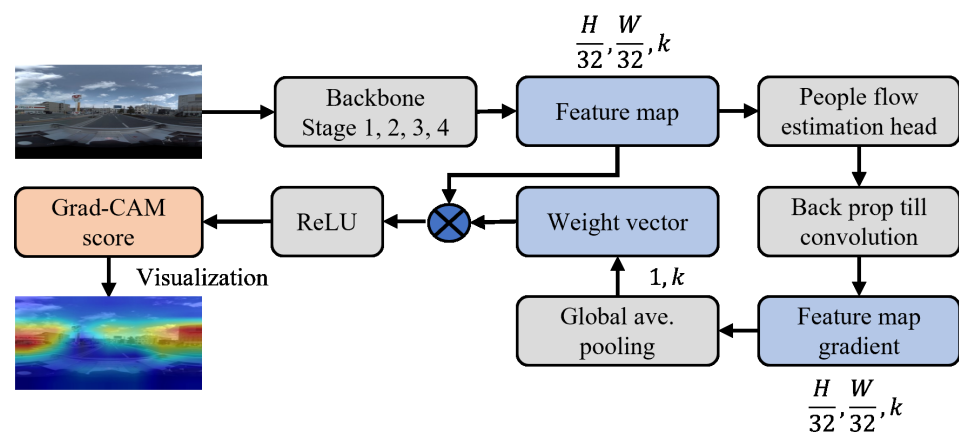 H/32, W/32, k
Backbone
Stage 1, 2, 3, 4
Feature map
People flow
estimation head
Grad-CAM
score
ReLU
Weight vector
Back prop till
convolution
Visualization
1, k
Global ave.
pooling
Feature map
gradient
H/32, W/32, k